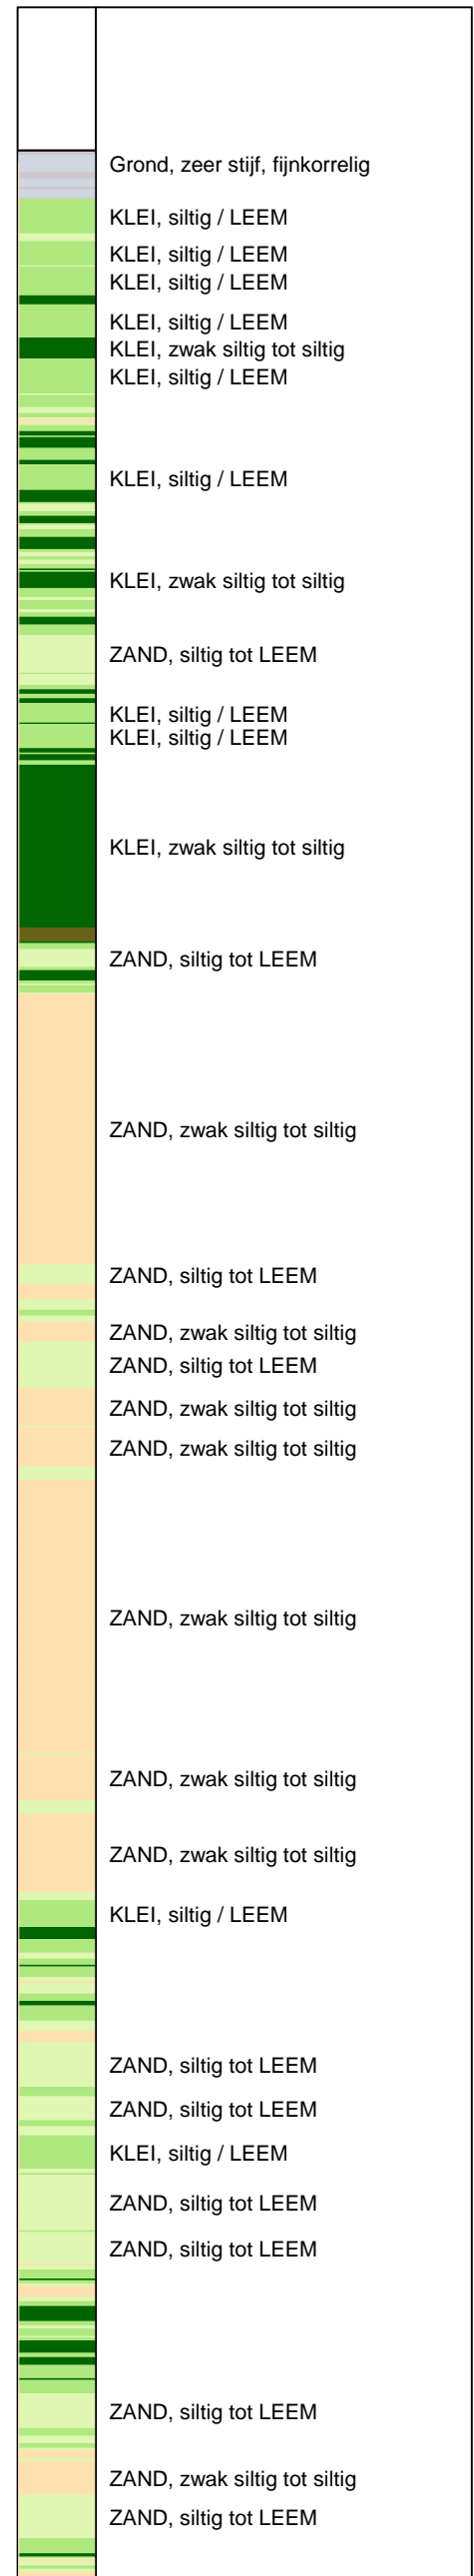 Grond, zeer stijf, fijnkorrelig
KLEI, siltig / LEEM
KLEI, siltig / LEEM
KLEI, siltig / LEEM
KLEI, siltig / LEEM
KLEI, zwak siltig tot siltig
KLEI, siltig / LEEM
KLEI, siltig / LEEM
KLEI, zwak siltig tot siltig
ZAND, siltig tot LEEM
KLEI, siltig / LEEM
KLEI, siltig / LEEM
KLEI, zwak siltig tot siltig
ZAND, siltig tot LEEM
ZAND, zwak siltig tot siltig
ZAND, siltig tot LEEM
ZAND, zwak siltig tot siltig
ZAND, siltig tot LEEM
ZAND, zwak siltig tot siltig
ZAND, zwak siltig tot siltig
ZAND, zwak siltig tot siltig
ZAND, zwak siltig tot siltig
ZAND, zwak siltig tot siltig
KLEI, siltig / LEEM
ZAND, siltig tot LEEM
ZAND, siltig tot LEEM
KLEI, siltig / LEEM
ZAND, siltig tot LEEM
ZAND, siltig tot LEEM
ZAND, siltig tot LEEM
ZAND, zwak siltig tot siltig
ZAND, siltig tot LEEM